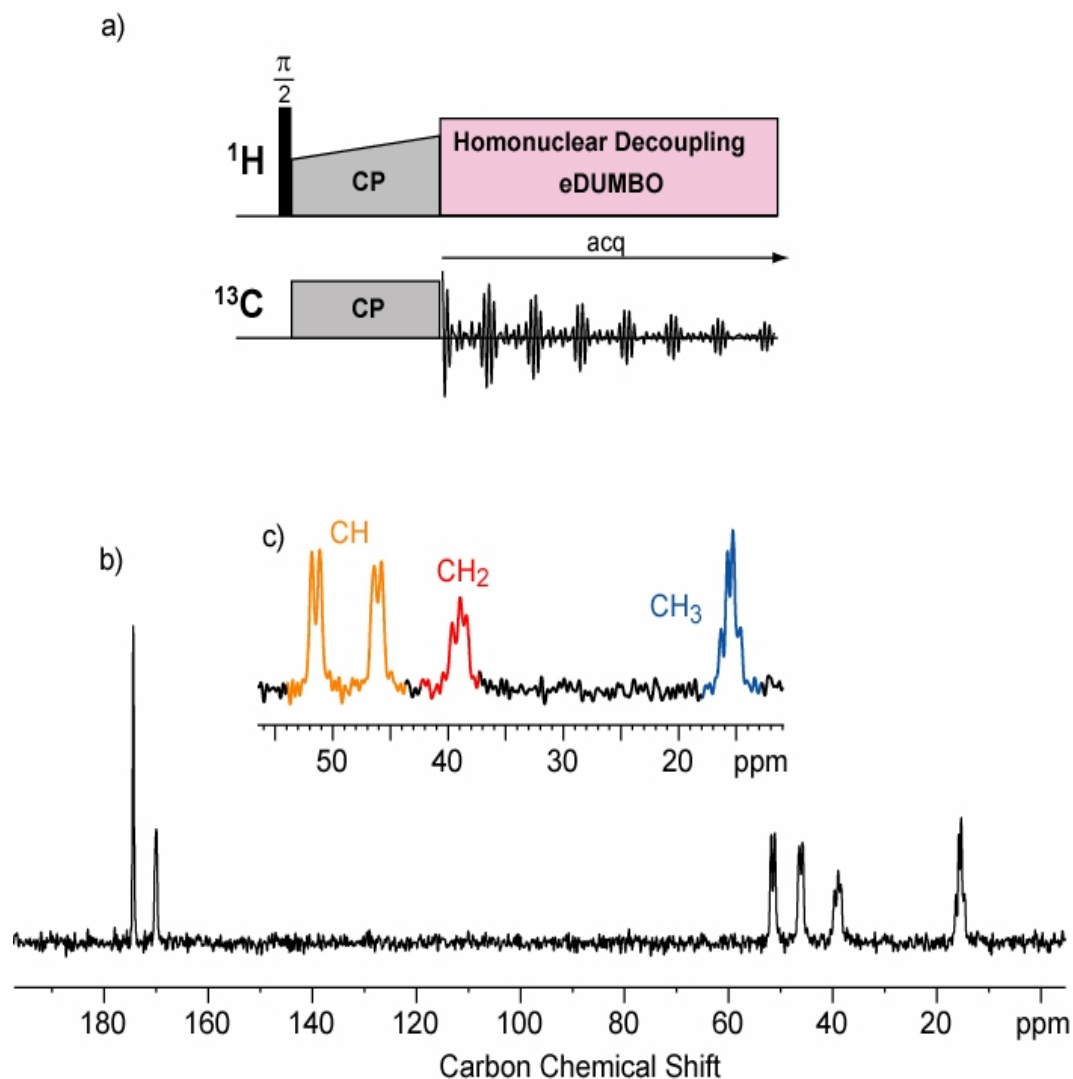 a)
π
2
¹H
CP
Homonuclear Decoupling
eDUMBO
acq
¹³C
CP
b)
c)
CH
CH₂
CH₃
50 40 30 20 ppm
180 160 140 120 100 80 60 40 20 ppm
Carbon Chemical Shift